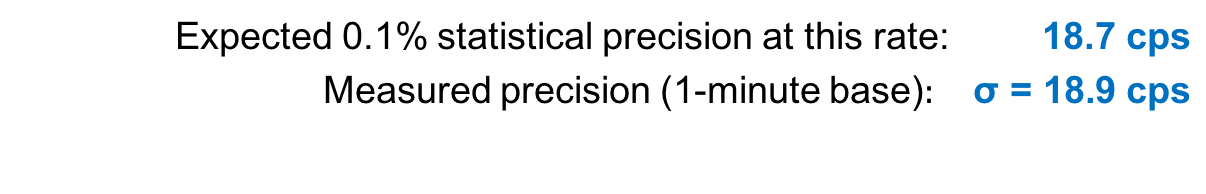 Expected 0.1% statistical precision at this rate: 18.7 cps
Measured precision (1-minute base): σ = 18.9 cps